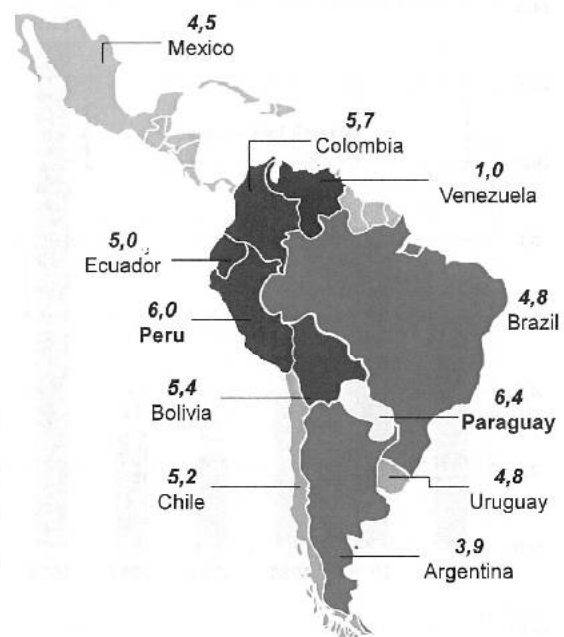 4,5
Mexico
5,7
Colombia
1,0
Venezuela
5,0
Ecuador
4,8
Brazil
6,0
Peru
5,4
Bolivia
6,4
Paraguay
5,2
Chile
4,8
Uruguay
3,9
Argentina